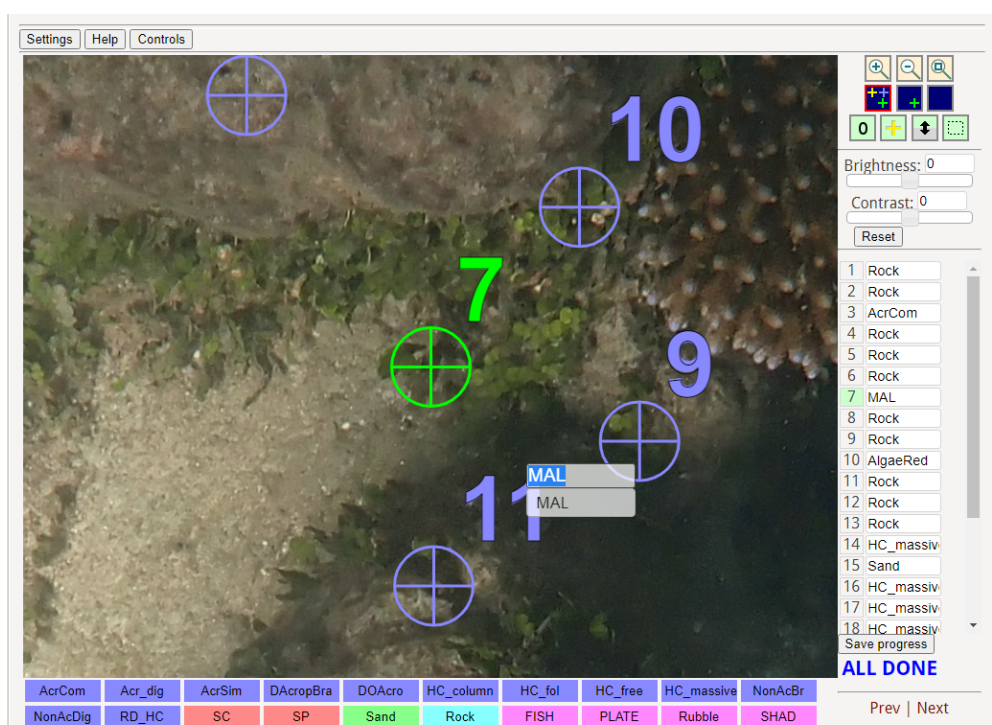 Settings Help Controls
10
7
9
11
MAL
MAL
0
Brightness: 0
Contrast: 0
Reset
1 Rock
2 Rock
3 AcrCom
4 Rock
5 Rock
6 Rock
7 MAL
8 Rock
9 Rock
10 AlgaeRed
11 Rock
12 Rock
13 Rock
14 HC_massiv
15 Sand
16 HC_massiv
17 HC_massiv
18 HC_massiv
Save progress
ALL DONE
AcrCom Acr_dig AcrSim DAcropBra DOAcro HC_column HC_fol HC_free HC_massive NonAcBr
NonAcDig RD_HC SC SP Sand Rock FISH PLATE Rubble SHAD
Prev | Next